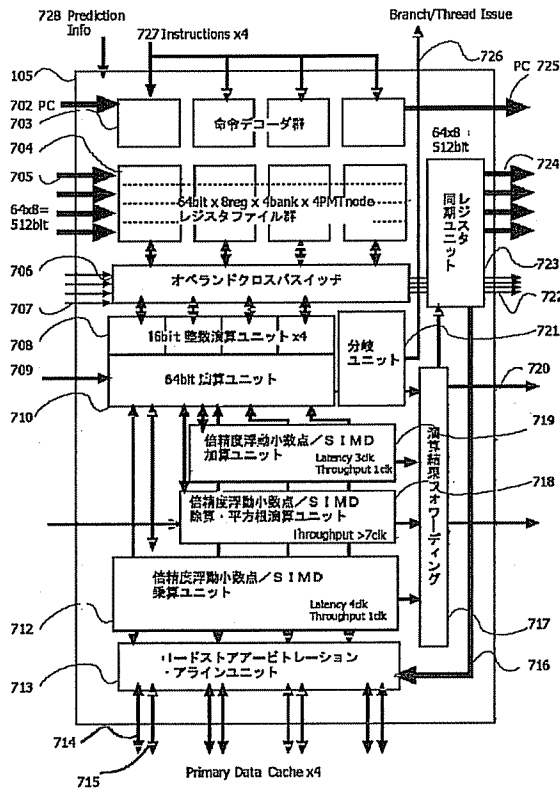 728 Prediction
Info
727 Instructions x4
Branch/Thread Issue
726
PC
725
105
702 PC
703
命令デコーダ群
704
64x8:
512bit
724
705
64bit x 8reg x 4bank x 4PMTnode
レジスタファイル群
64x8=
512bit
レジスタ
同期ユニット
723
706
オペランドクロスバスイッチ
707
722
708
16bit 整数演算ユニット x4
分岐
ユニット
721
709
64bit 演算ユニット
720
710
倍精度浮動小数点／SIMD
加算ユニット
Latency 3clk
Throughput 1clk
719
演算結果フォワーディング
倍精度浮動小数点／SIMD
除算・平方根演算ユニット
Throughput >7clk
718
倍精度浮動小数点／SIMD
乗算ユニット
Latency 4clk
Throughput 1clk
712
717
ロードストアアービトレーション
・アラインユニット
713
716
714
715
Primary Data Cache x4